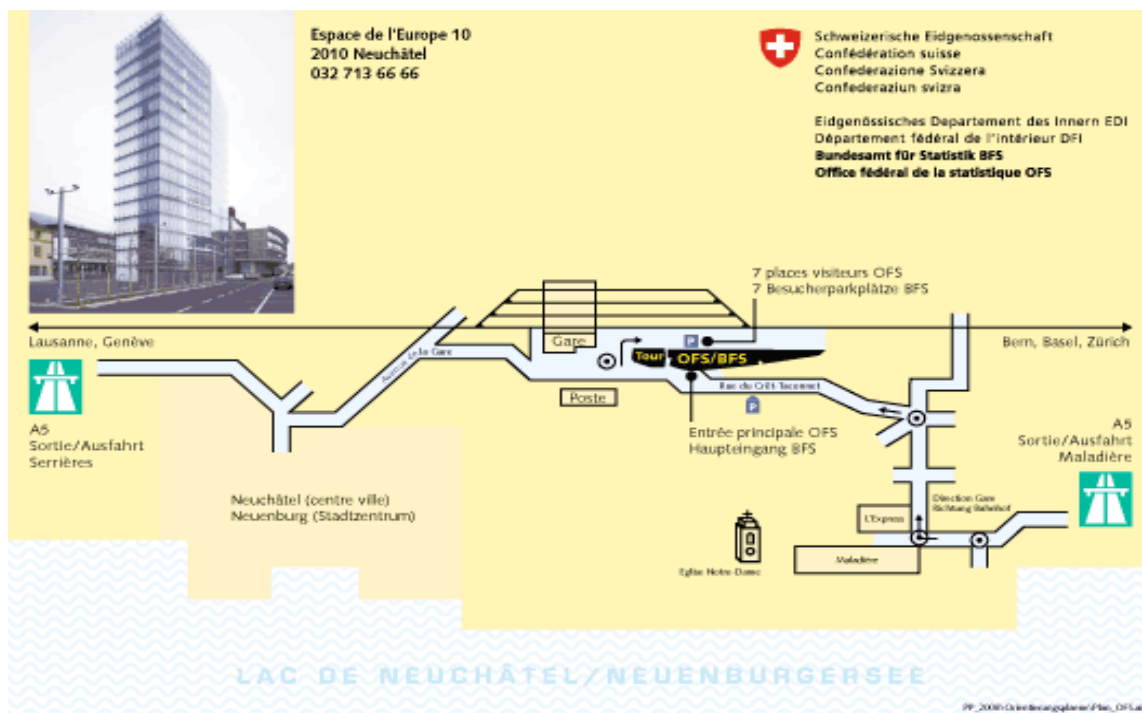 Espace de l'Europe 10
2010 Neuchâtel
032 713 66 66
Schweizerische Eidgenossenschaft
Confédération suisse
Confederazione Svizzera
Confederaziun svizra
Eidgenössisches Departement des Innern EDI
Département fédéral de l'intérieur DFI
Bundesamt für Statistik BFS
Office fédéral de la statistique OFS
7 places visiteurs OFS
7 Besucherparkplätze BFS
Lausanne, Genève
Gare
Bern, Basel, Zürich
P
Tour OFS/BFS
Avenue de la Gare
Rue du Crêt-Taconnet
Poste
P
A5
Sortie/Ausfahrt
Serrières
Entrée principale OFS
Haupteingang BFS
A5
Sortie/Ausfahrt
Maladière
Neuchâtel (centre ville)
Neuenburg (Stadtzentrum)
Direction Gare
Richtung Bahnhof
L'Express
Maladière
Eglise Notre-Dame
LAC DE NEUCHÂTEL/NEUENBURGERSEE